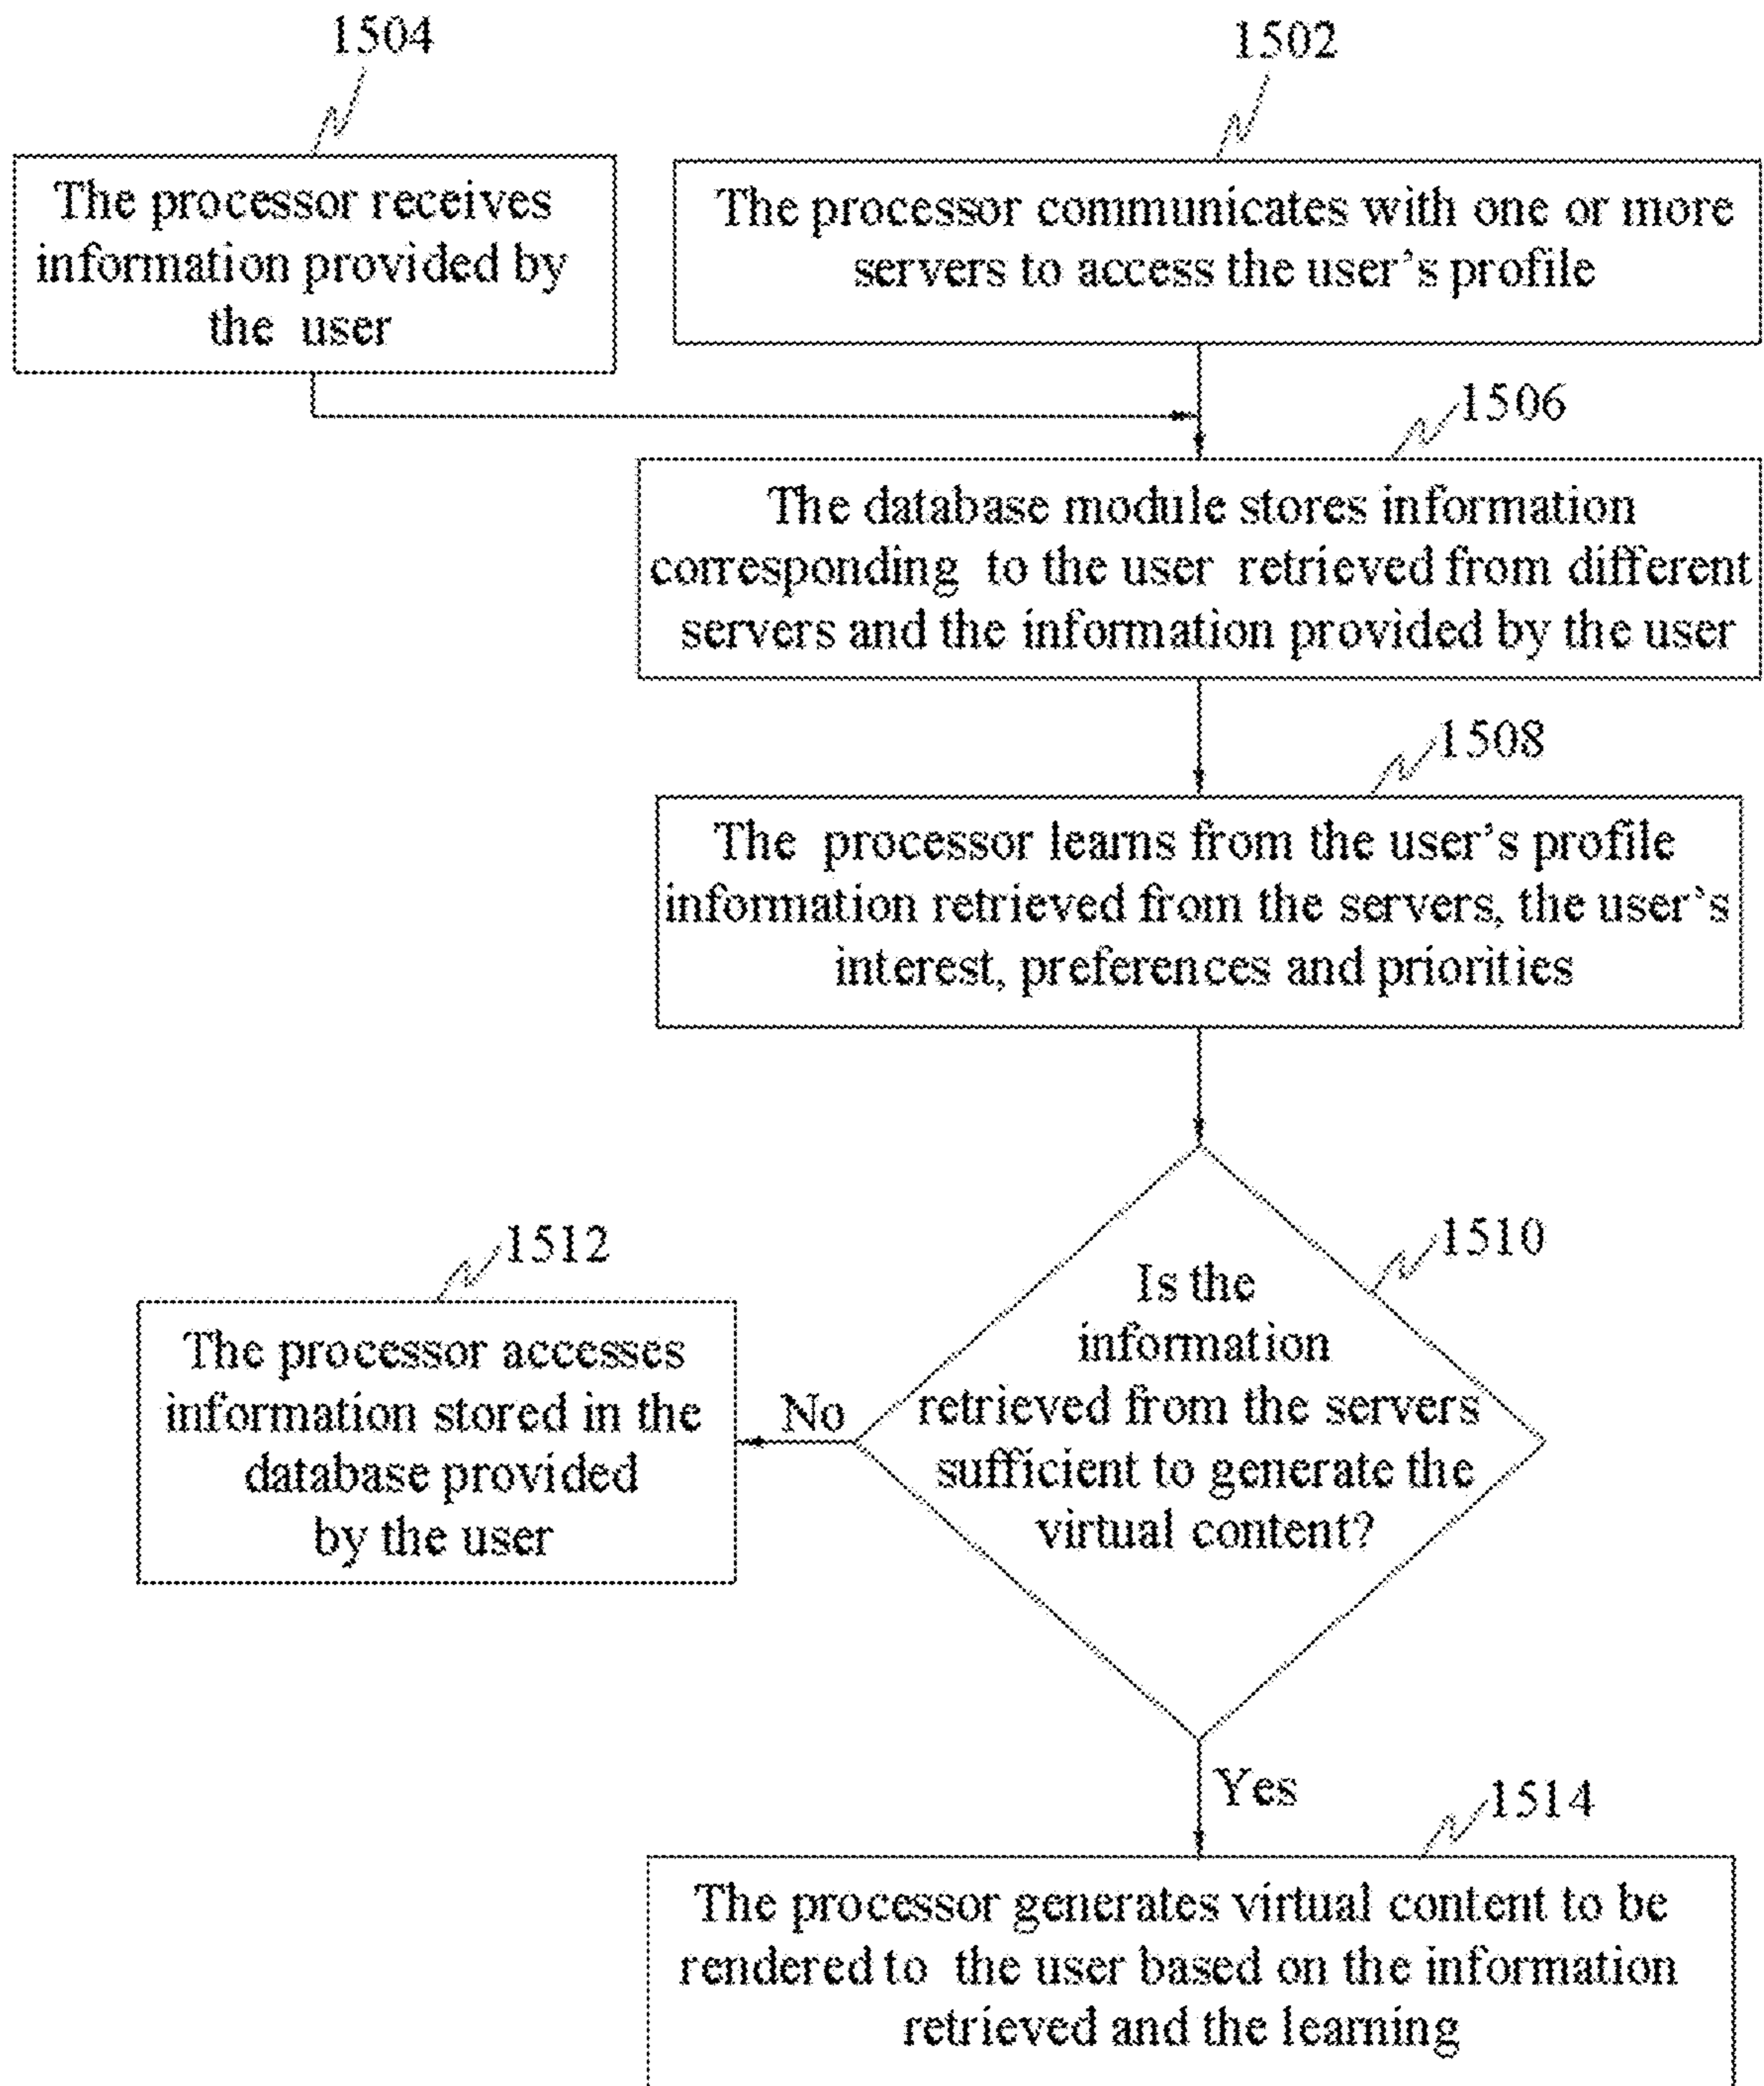 1504
1502
The processor receives
information provided by
the user
The processor communicates with one or more
servers to access the user's profile
1506
The database module stores information
corresponding to the user retrieved from different
servers and the information provided by the user
1508
The processor learns from the user's profile
information retrieved from the servers, the user's
interest, preferences and priorities
1510
Is the
information
retrieved from the servers
sufficient to generate the
virtual content?
1512
The processor accesses
information stored in the
database provided
by the user
No
Yes
1514
The processor generates virtual content to be
rendered to the user based on the information
retrieved and the learning